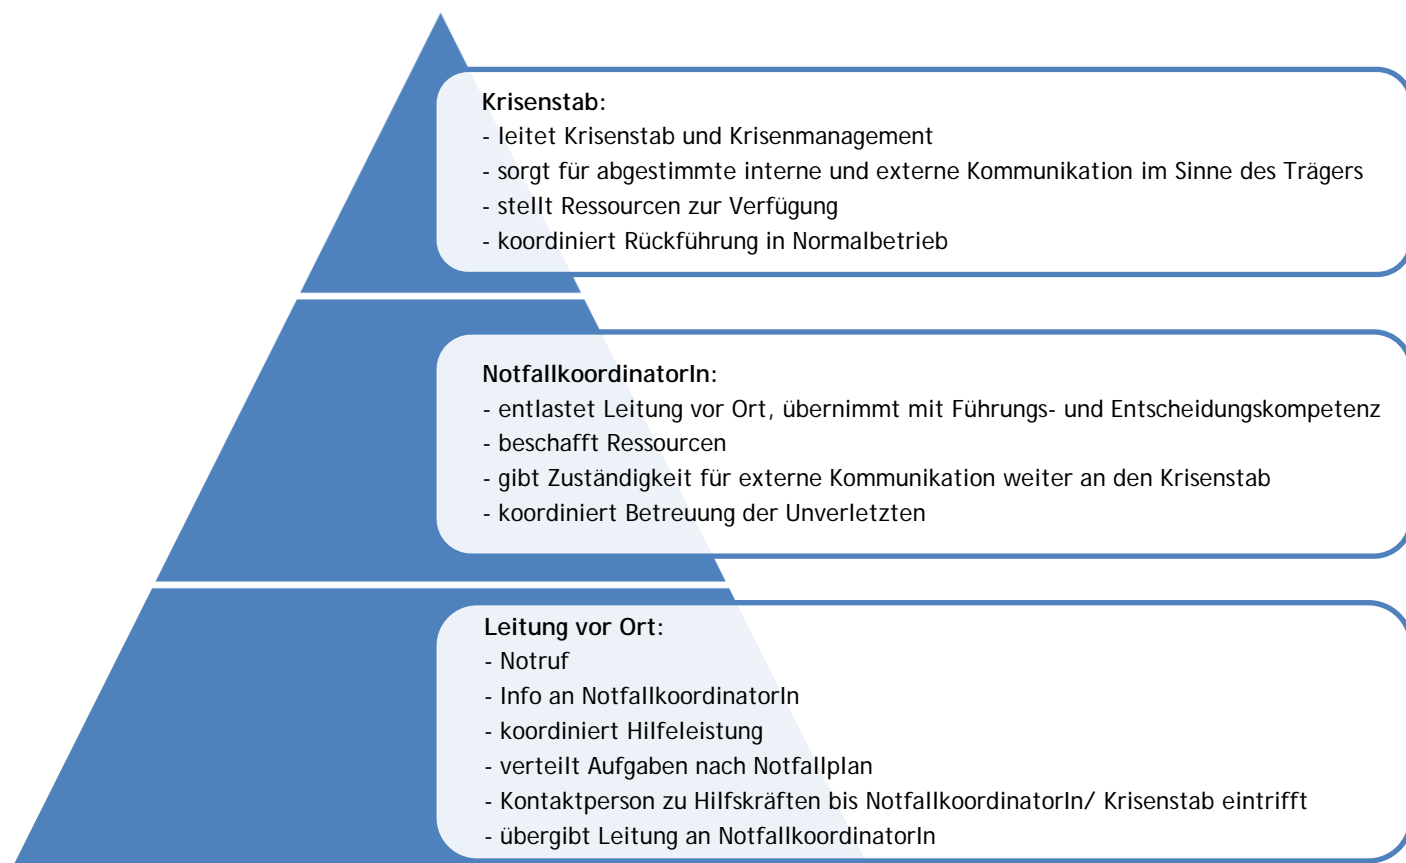 Krisenstab:
- leitet Krisenstab und Krisenmanagement
- sorgt für abgestimmte interne und externe Kommunikation im Sinne des Trägers
- stellt Ressourcen zur Verfügung
- koordiniert Rückführung in Normalbetrieb
NotfallkoordinatorIn:
- entlastet Leitung vor Ort, übernimmt mit Führungs- und Entscheidungskompetenz
- beschafft Ressourcen
- gibt Zuständigkeit für externe Kommunikation weiter an den Krisenstab
- koordiniert Betreuung der Unverletzten
Leitung vor Ort:
- Notruf
- Info an NotfallkoordinatorIn
- koordiniert Hilfeleistung
- verteilt Aufgaben nach Notfallplan
- Kontaktperson zu Hilfskräften bis NotfallkoordinatorIn/ Krisenstab eintrifft
- übergibt Leitung an NotfallkoordinatorIn